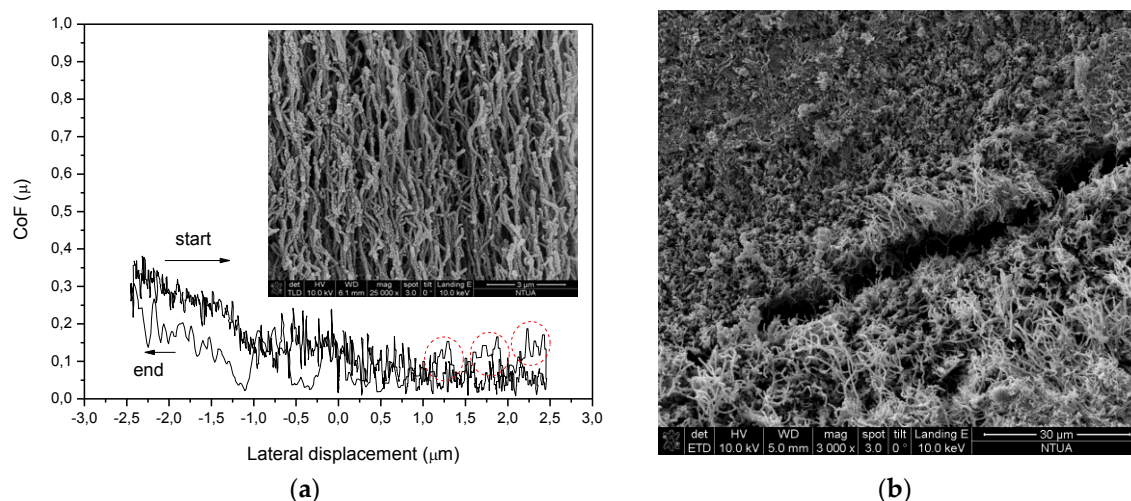 1,0
0,9
0,8
0,7
0,6
0,5
0,4
0,3
0,2
0,1
0,0
CoF (μ)
start
end
-3,0 -2,5 -2,0 -1,5 -1,0 -0,5 0,0 0,5 1,0 1,5 2,0 2,5 3,0
Lateral displacement (μm)
det HV WD mag spot tilt Landing E 3 μm
TLD 10.0 kV 6.1 mm 25 000 x 3.0 0 ° 10.0 keV NTUA
(a)
det HV WD mag spot tilt Landing E 30 μm
ETD 10.0 kV 5.0 mm 3 000 x 3.0 0 ° 10.0 keV NTUA
(b)